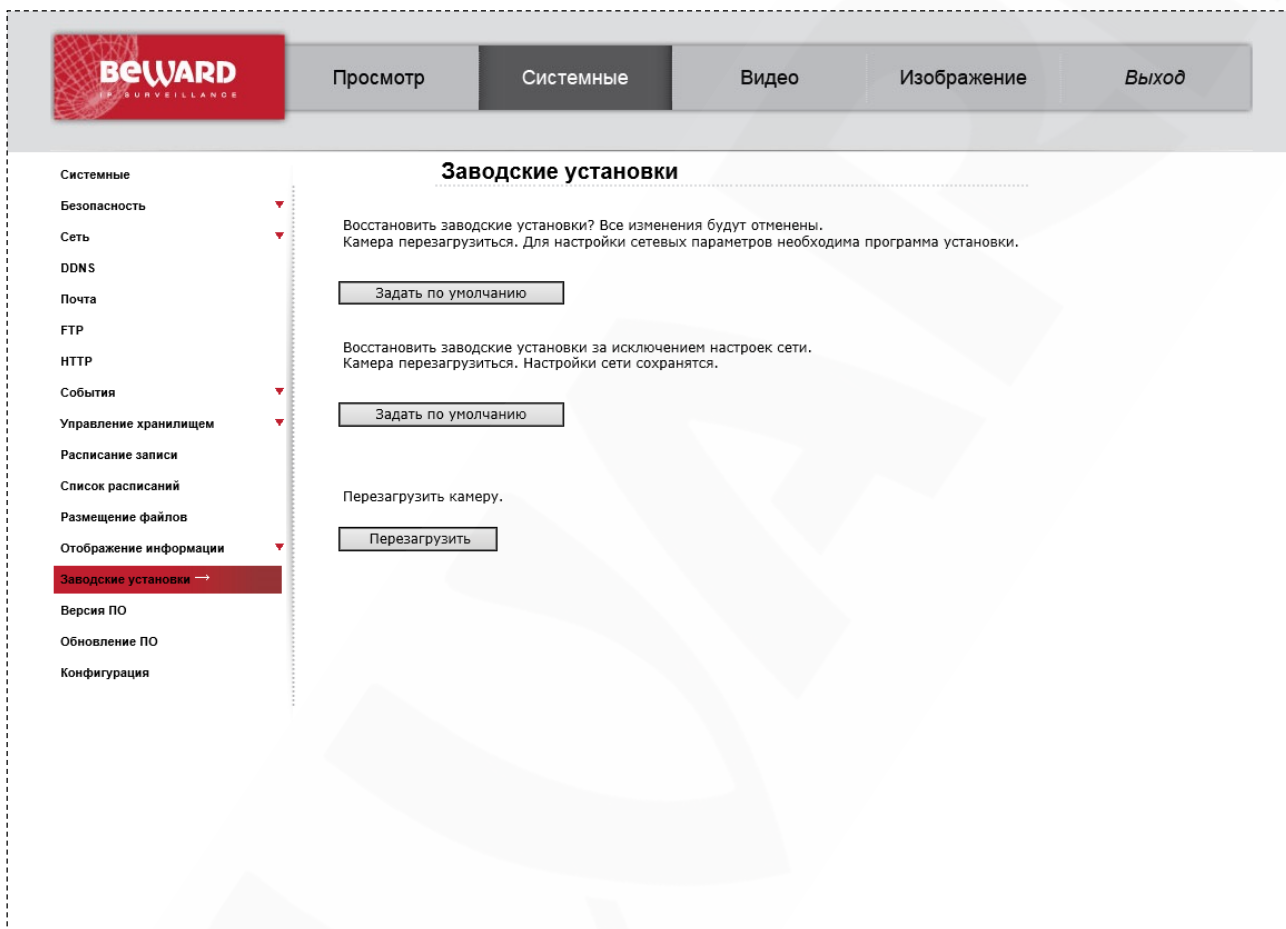 BEWARD
IP SURVEILLANCE
Просмотр
Системные
Видео
Изображение
Выход
Системные
Безопасность
Сеть
DDNS
Почта
FTP
HTTP
События
Управление хранилищем
Расписание записи
Список расписаний
Размещение файлов
Отображение информации
Заводские установки →
Версия ПО
Обновление ПО
Конфигурация
Заводские установки
Восстановить заводские установки? Все изменения будут отменены.
Камера перезагрузиться. Для настройки сетевых параметров необходима программа установки.
Задать по умолчанию
Восстановить заводские установки за исключением настроек сети.
Камера перезагрузиться. Настройки сети сохранятся.
Задать по умолчанию
Перезагрузить камеру.
Перезагрузить